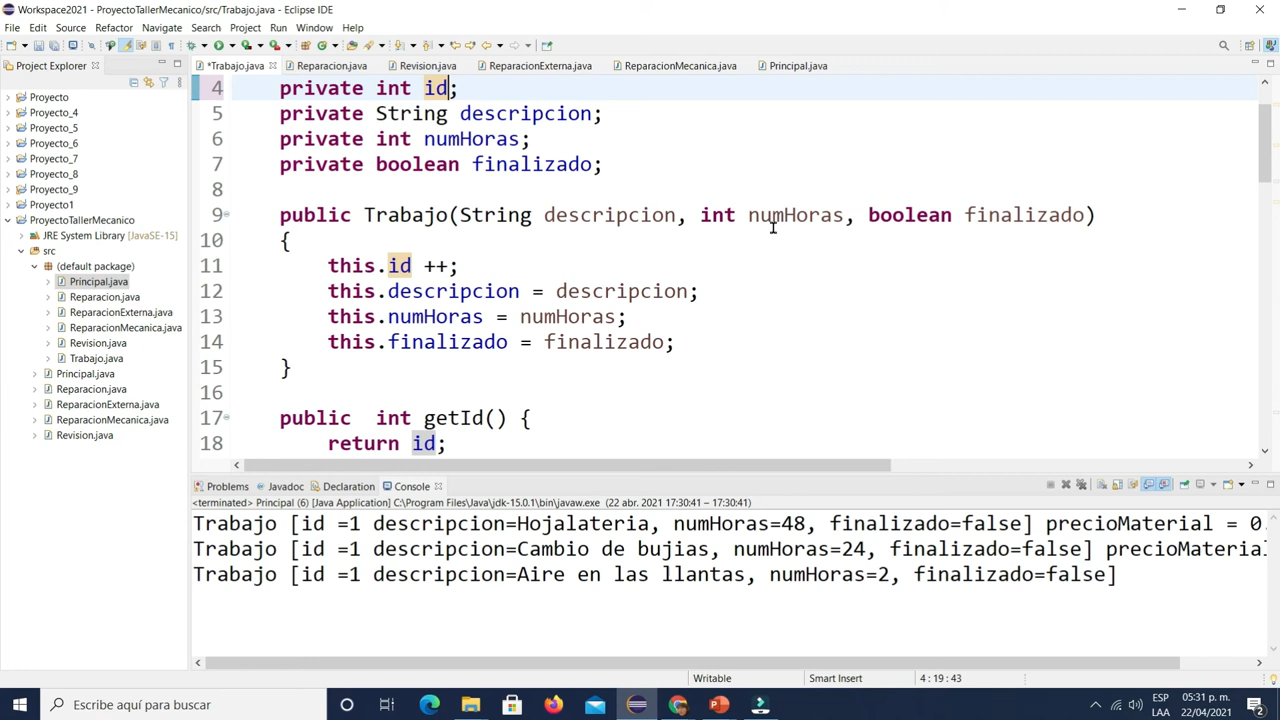 Workspace2021 - ProyectoTallerMecanico/src/Trabajo.java - Eclipse IDE
File Edit Source Refactor Navigate Search Project Run Window Help
Project Explorer
*Trabajo.java Reparacion.java Revision.java ReparacionExterna.java ReparacionMecanica.java Principal.java
Proyecto
Proyecto_4
Proyecto_5
Proyecto_6
Proyecto_7
Proyecto_8
Proyecto_9
Proyecto1
ProyectoTallerMecanico
JRE System Library [JavaSE-15]
src
(default package)
Principal.java
Reparacion.java
ReparacionExterna.java
ReparacionMecanica.java
Revision.java
Trabajo.java
Principal.java
Reparacion.java
ReparacionExterna.java
ReparacionMecanica.java
Revision.java
4 private int id;
5 private String descripcion;
6 private int numHoras;
7 private boolean finalizado;
8
9 public Trabajo(String descripcion, int numHoras, boolean finalizado)
10 {
11 this.id ++;
12 this.descripcion = descripcion;
13 this.numHoras = numHoras;
14 this.finalizado = finalizado;
15 }
16
17 public int getId() {
18 return id;
Problems Javadoc Declaration Console
<terminated> Principal (6) [Java Application] C:\Program Files\Java\jdk-15.0.1\bin\javaw.exe (22 abr. 2021 17:30:41 – 17:30:41)
Trabajo [id =1 descripcion=Hojalateria, numHoras=48, finalizado=false] precioMaterial = 0.
Trabajo [id =1 descripcion=Cambio de bujias, numHoras=24, finalizado=false] precioMaterial
Trabajo [id =1 descripcion=Aire en las llantas, numHoras=2, finalizado=false]
Writable Smart Insert 4 : 19 : 43
Escribe aquí para buscar
ESP 05:31 p. m.
LAA 22/04/2021
2